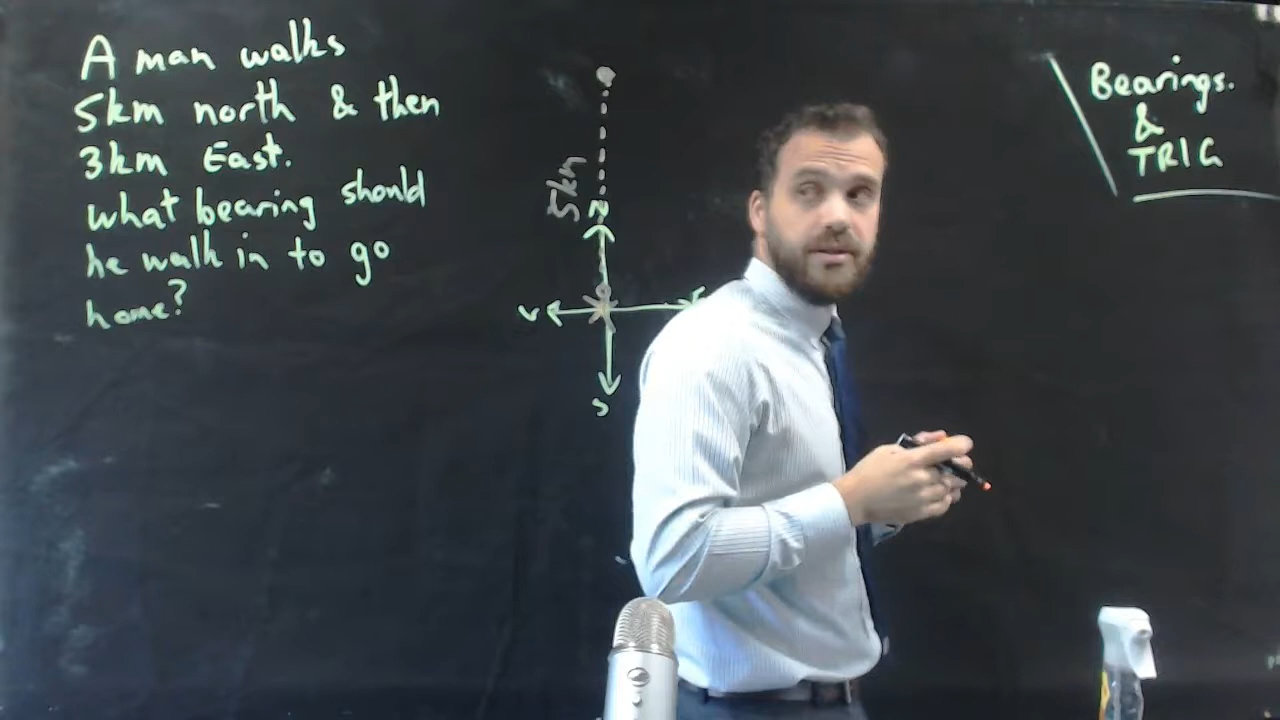 A man walks
5km north & then
3km East.
what bearing should
he walk in to go
home?
5km
N
W
S
Bearings.
&
TRIG